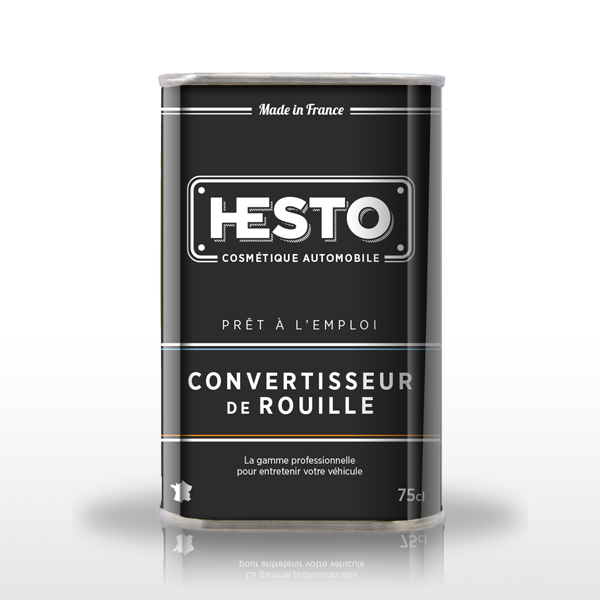 Made in France
HESTO
COSMÉTIQUE AUTOMOBILE
PRÊT À L'EMPLOI
CONVERTISSEUR
DE ROUILLE
La gamme professionnelle
pour entretenir votre véhicule
75cl